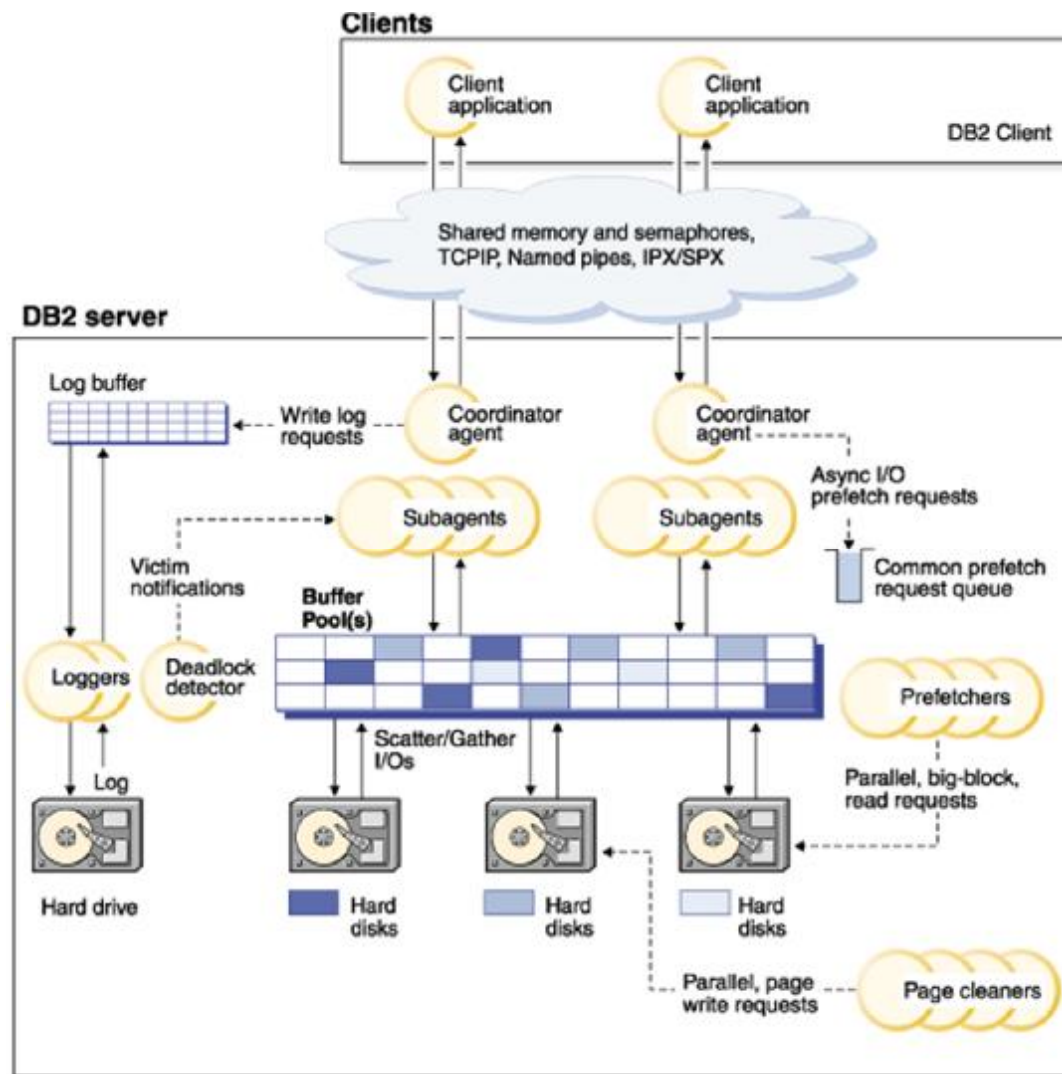 Clients
Client
application
Client
application
DB2 Client
Shared memory and semaphores,
TCPIP, Named pipes, IPX/SPX
DB2 server
Log buffer
Write log
requests
Coordinator
agent
Coordinator
agent
Async I/O
prefetch requests
Subagents
Subagents
Victim
notifications
Common prefetch
request queue
Buffer
Pool(s)
Loggers
Deadlock
detector
Prefetchers
Scatter/Gather
I/Os
Log
Parallel, big-block,
read requests
Hard drive
Hard
disks
Hard
disks
Hard
disks
Parallel, page
write requests
Page cleaners